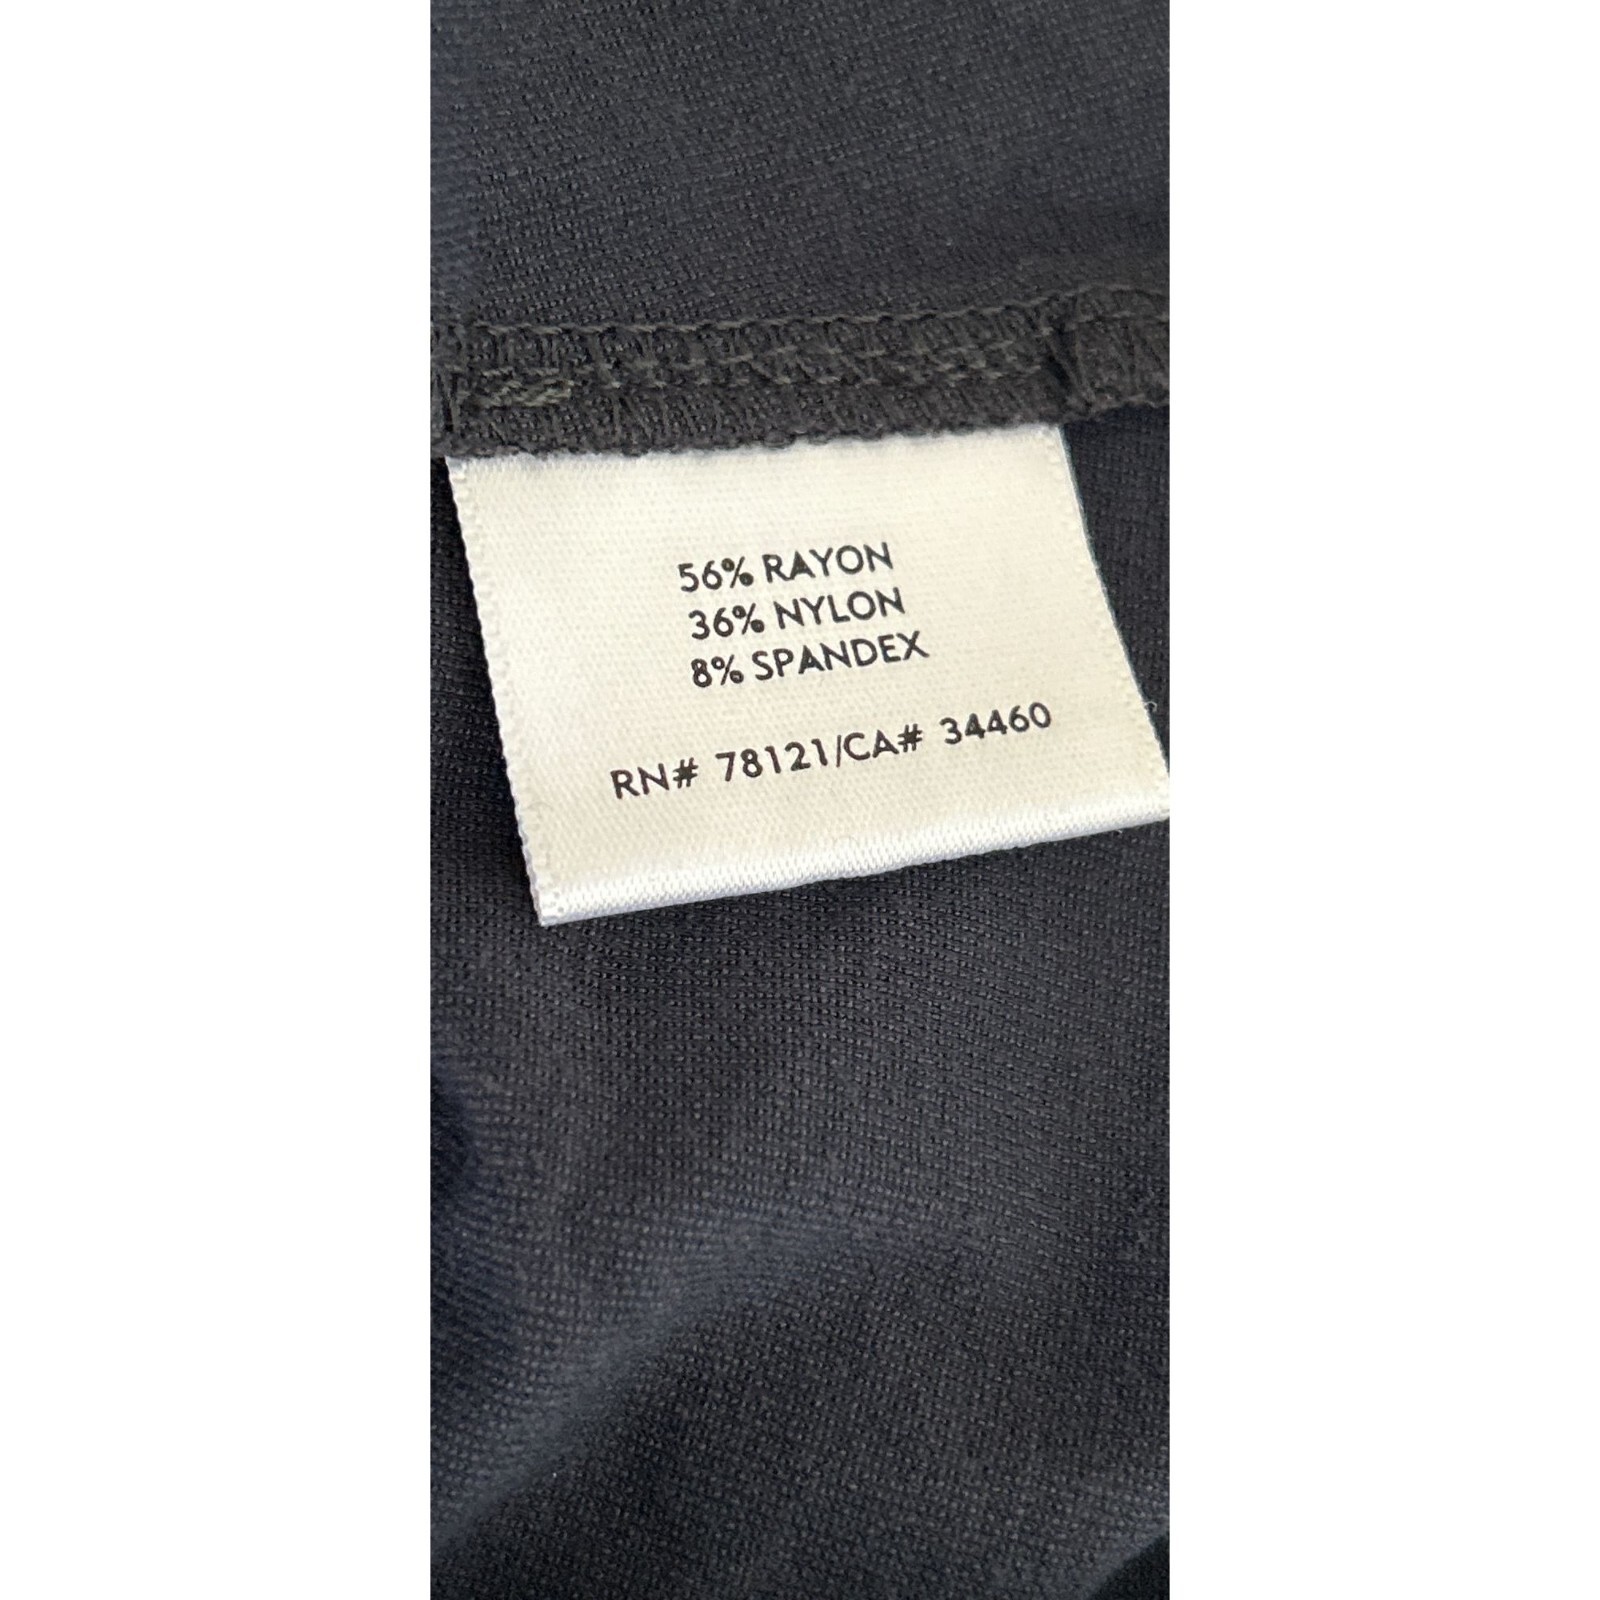 56% RAYON
36% NYLON
8% SPANDEX
RN# 78121/CA# 34460